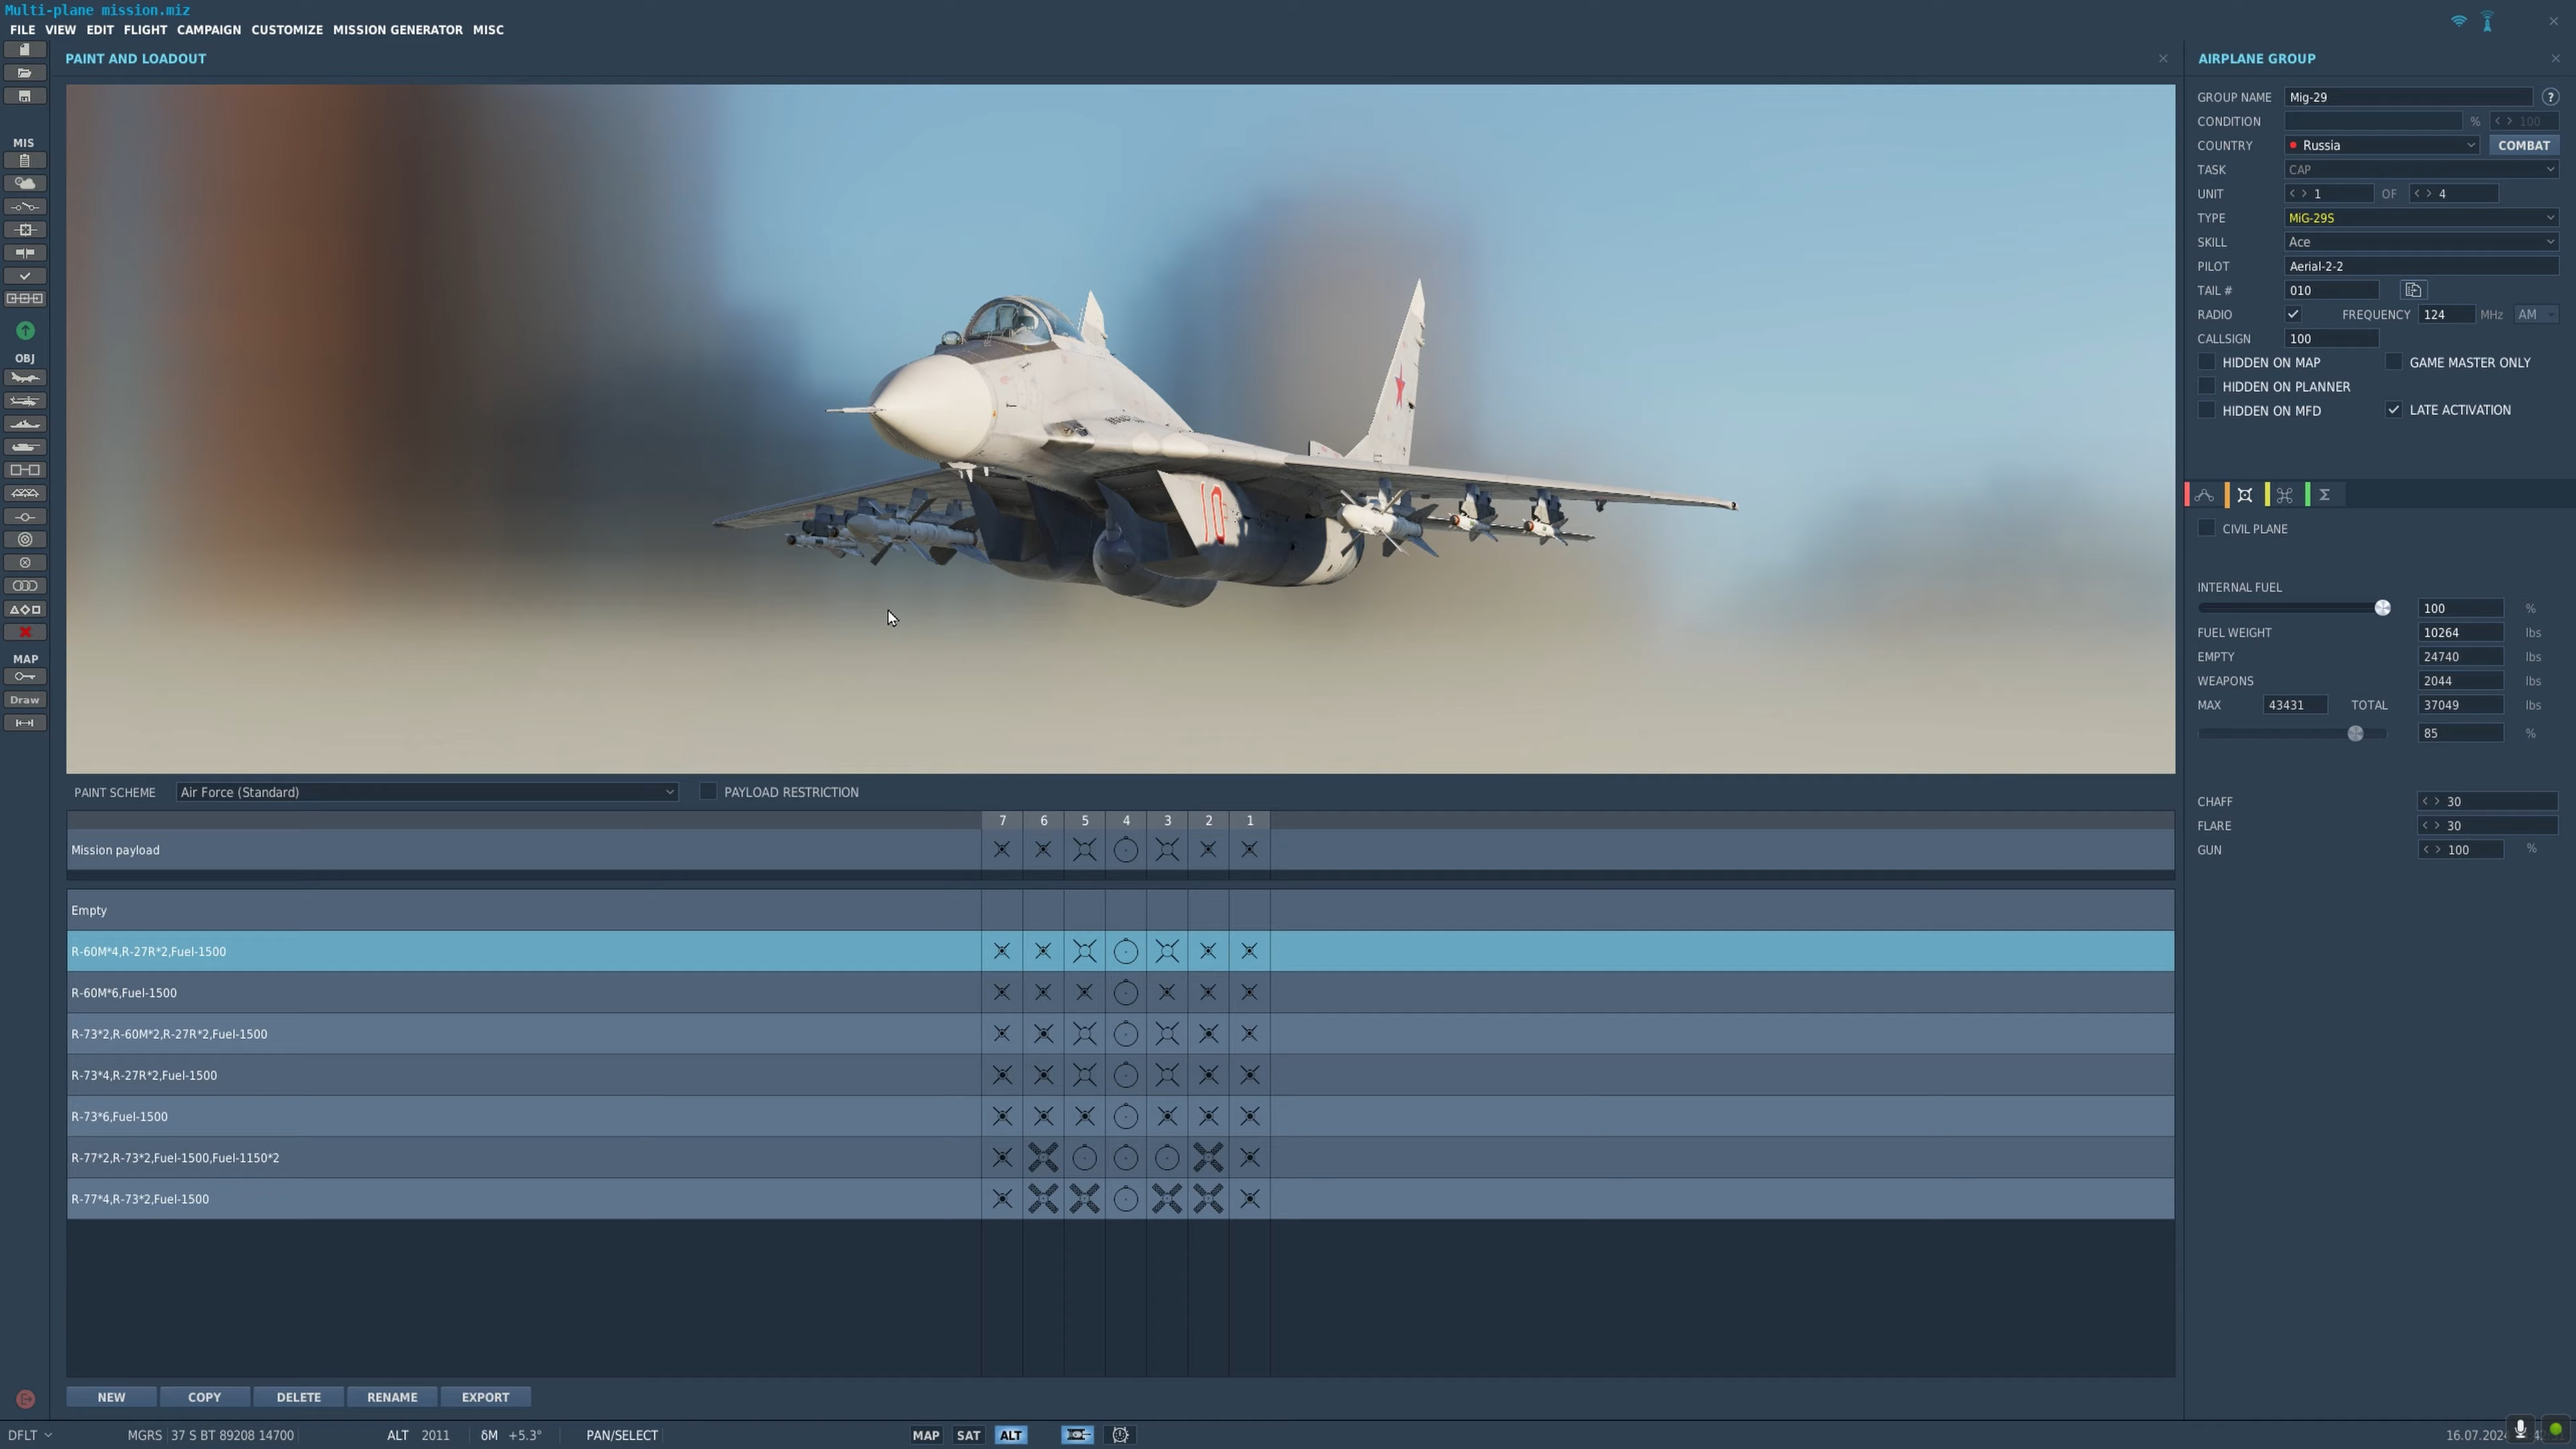 Multi-plane mission.miz
FILE VIEW EDIT FLIGHT CAMPAIGN CUSTOMIZE MISSION GENERATOR MISC
PAINT AND LOADOUT
AIRPLANE GROUP
GROUP NAME Mig-29 ?
CONDITION % < > 100
COUNTRY Russia COMBAT
TASK CAP
UNIT < > 1 OF < > 4
TYPE MiG-29S
SKILL Ace
PILOT Aerial-2-2
TAIL # 010
RADIO FREQUENCY 124 MHz AM
CALLSIGN 100
HIDDEN ON MAP GAME MASTER ONLY
HIDDEN ON PLANNER
HIDDEN ON MFD LATE ACTIVATION
Σ
CIVIL PLANE
INTERNAL FUEL
100 %
FUEL WEIGHT 10264 lbs
EMPTY 24740 lbs
WEAPONS 2044 lbs
MAX 43431 TOTAL 37049 lbs
85 %
CHAFF < > 30
FLARE < > 30
GUN < > 100 %
MIS
OBJ
MAP
Draw
10
PAINT SCHEME Air Force (Standard) PAYLOAD RESTRICTION
7 6 5 4 3 2 1
Mission payload
Empty
R-60M*4,R-27R*2,Fuel-1500
R-60M*6,Fuel-1500
R-73*2,R-60M*2,R-27R*2,Fuel-1500
R-73*4,R-27R*2,Fuel-1500
R-73*6,Fuel-1500
R-77*2,R-73*2,Fuel-1500,Fuel-1150*2
R-77*4,R-73*2,Fuel-1500
NEW COPY DELETE RENAME EXPORT
DFLT MGRS 37 S BT 89208 14700 ALT 2011 δM +5.3° PAN/SELECT MAP SAT ALT